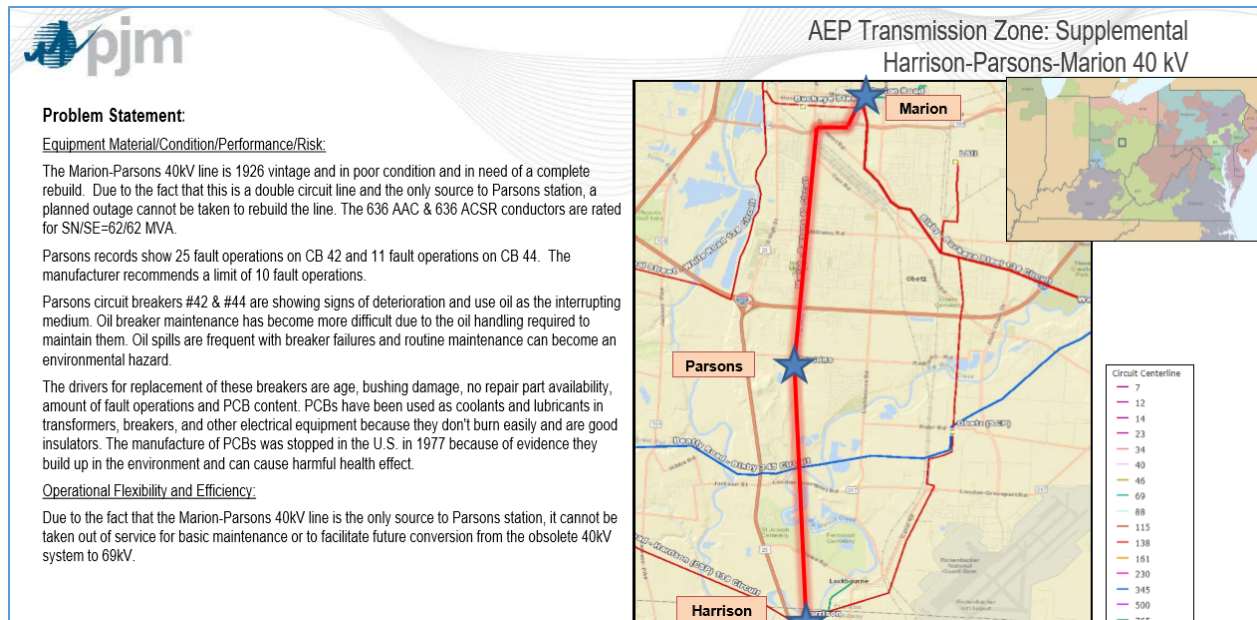 pjm
AEP Transmission Zone: Supplemental
Harrison-Parsons-Marion 40 kV
Problem Statement:
Equipment Material/Condition/Performance/Risk:
The Marion-Parsons 40kV line is 1926 vintage and in poor condition and in need of a complete
rebuild. Due to the fact that this is a double circuit line and the only source to Parsons station, a
planned outage cannot be taken to rebuild the line. The 636 AAC & 636 ACSR conductors are rated
for SN/SE=62/62 MVA.
Parsons records show 25 fault operations on CB 42 and 11 fault operations on CB 44. The
manufacturer recommends a limit of 10 fault operations.
Parsons circuit breakers #42 & #44 are showing signs of deterioration and use oil as the interrupting
medium. Oil breaker maintenance has become more difficult due to the oil handling required to
maintain them. Oil spills are frequent with breaker failures and routine maintenance can become an
environmental hazard.
The drivers for replacement of these breakers are age, bushing damage, no repair part availability,
amount of fault operations and PCB content. PCBs have been used as coolants and lubricants in
transformers, breakers, and other electrical equipment because they don't burn easily and are good
insulators. The manufacture of PCBs was stopped in the U.S. in 1977 because of evidence they
build up in the environment and can cause harmful health effect.
Operational Flexibility and Efficiency:
Due to the fact that the Marion-Parsons 40kV line is the only source to Parsons station, it cannot be
taken out of service for basic maintenance or to facilitate future conversion from the obsolete 40kV
system to 69kV.
Marion
Parsons
Harrison
Obetz
Lockbourne
Circuit Centerline
7
12
14
23
34
40
46
69
88
115
138
161
230
345
500